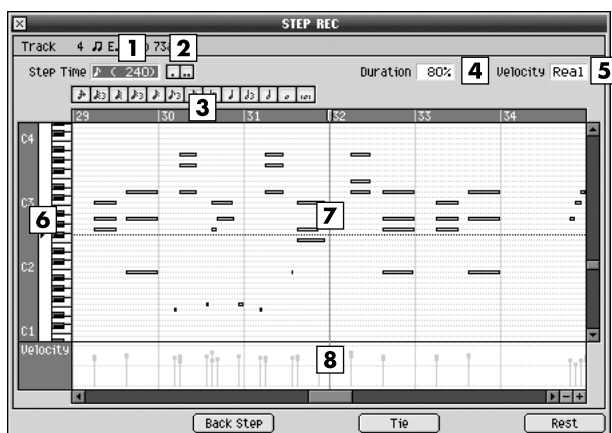 STEP REC
Track 4 E. 1 2
Step Time ( 240) . .. Duration 80% 4 Velocity Real 5
3
29 30 31 32 33 34
C4
C3
6 7
C2
C1
Velocity 8
Back Step Tie Rest